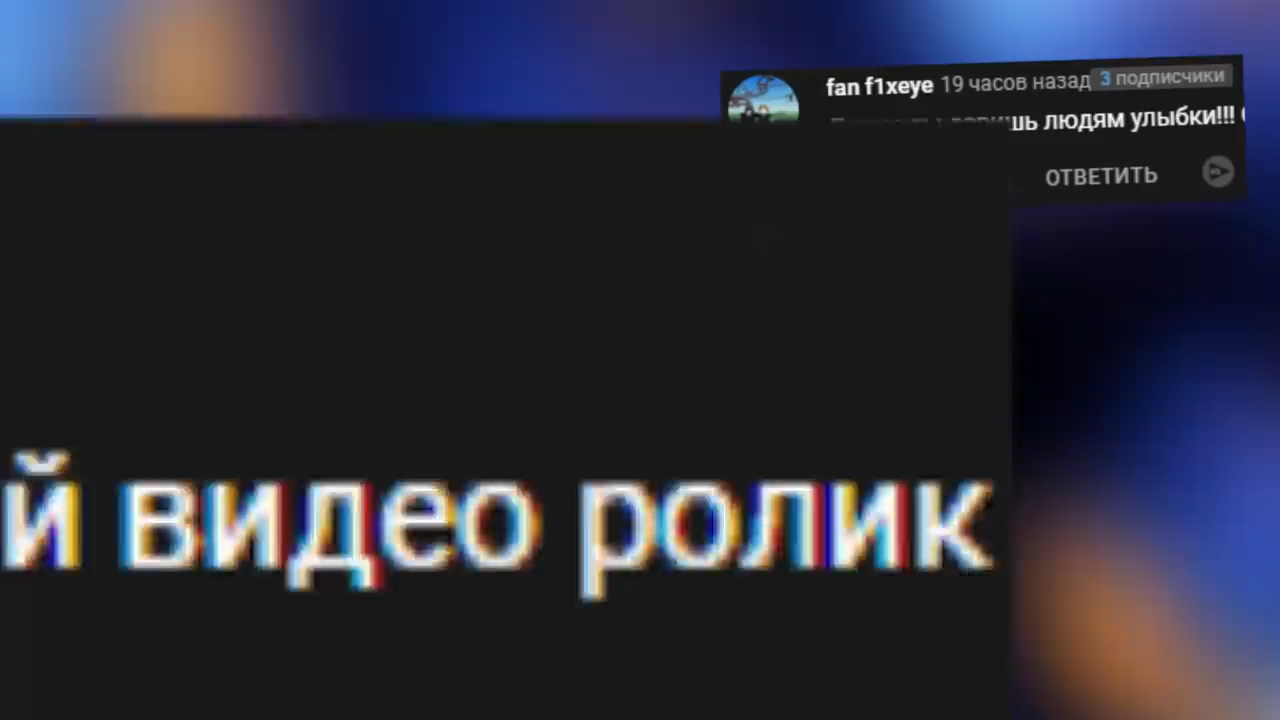 fan f1xeye 19 часов назад 3 подписчики
шь людям улыбки!!!
ОТВЕТИТЬ
й видео ролик